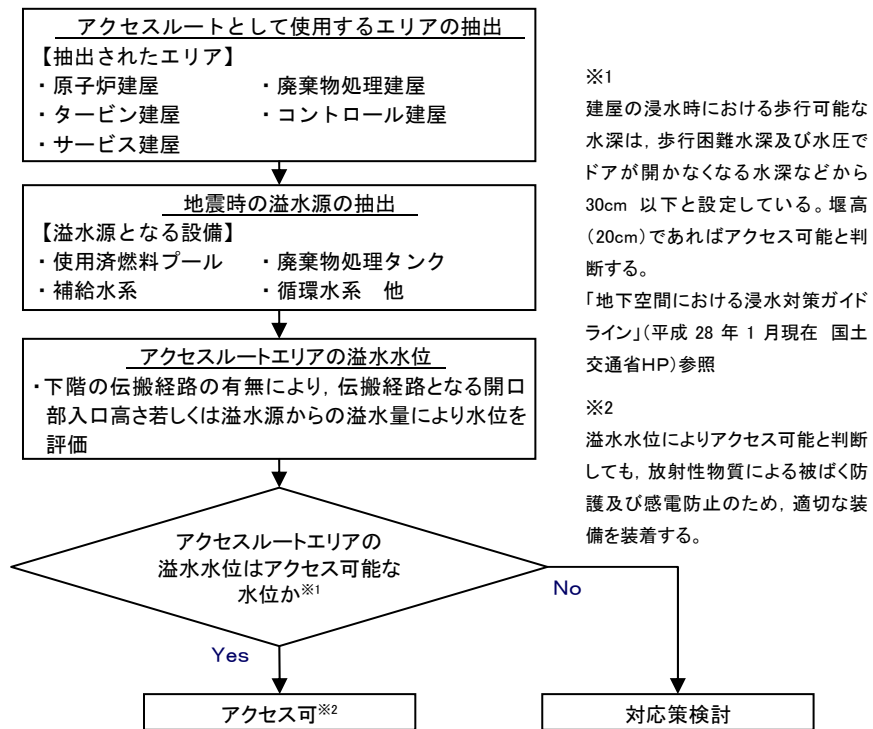 アクセスルートとして使用するエリアの抽出
【抽出されたエリア】
・原子炉建屋　・廃棄物処理建屋
・タービン建屋　・コントロール建屋
・サービス建屋
地震時の溢水源の抽出
【溢水源となる設備】
・使用済燃料プール　・廃棄物処理タンク
・補給水系　・循環水系　他
アクセスルートエリアの溢水水位
・下階の伝搬経路の有無により，伝搬経路となる開口
部入口高さ若しくは溢水源からの溢水量により水位を
評価
アクセスルートエリアの
溢水水位はアクセス可能な
水位か※1
No
Yes
アクセス可※2
対応策検討
※1
建屋の浸水時における歩行可能な
水深は，歩行困難水深及び水圧で
ドアが開かなくなる水深などから
30cm 以下と設定している。堰高
（20cm）であればアクセス可能と判
断する。
「地下空間における浸水対策ガイド
ライン」（平成 28 年 1 月現在　国土
交通省HP）参照
※2
溢水水位によりアクセス可能と判断
しても，放射性物質による被ばく防
護及び感電防止のため，適切な装
備を装着する。